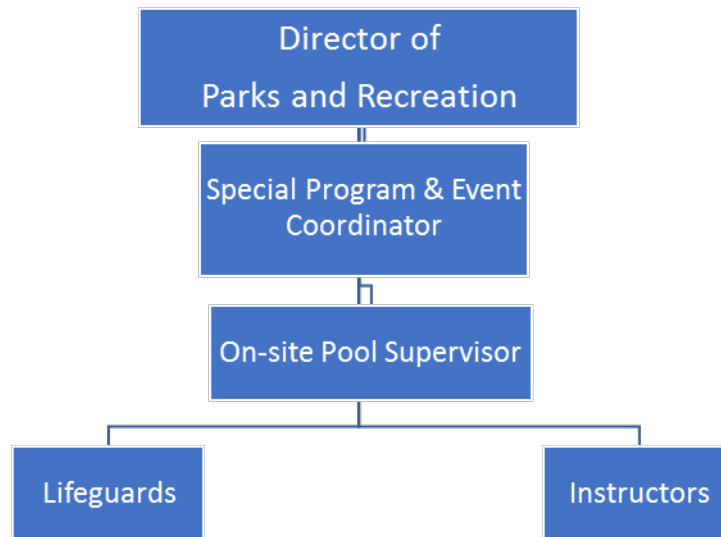 Director of
Parks and Recreation
Special Program & Event
Coordinator
On-site Pool Supervisor
Lifeguards
Instructors